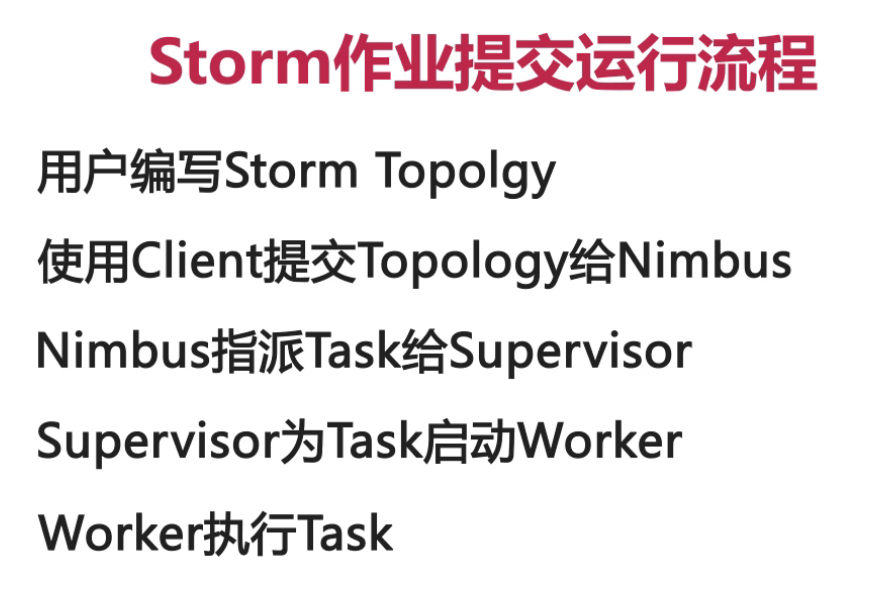 Storm作业提交运行流程
用户编写Storm Topolgy
使用Client提交Topology给Nimbus
Nimbus指派Task给Supervisor
Supervisor为Task启动Worker
Worker执行Task